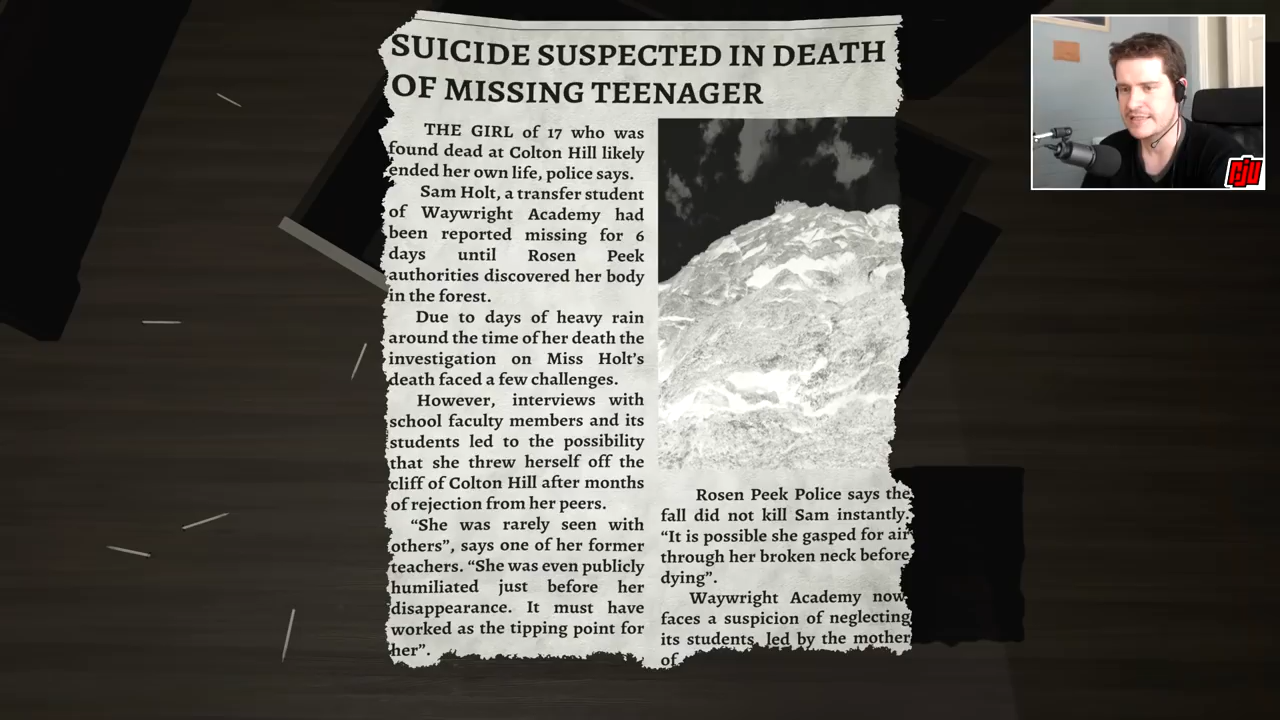 SUICIDE SUSPECTED IN DEATH
OF MISSING TEENAGER
THE GIRL of 17 who was
found dead at Colton Hill likely
ended her own life, police says.
Sam Holt, a transfer student
of Waywright Academy had
been reported missing for 6
days until Rosen Peek
authorities discovered her body
in the forest.
Due to days of heavy rain
around the time of her death the
investigation on Miss Holt's
death faced a few challenges.
However, interviews with
school faculty members and its
students led to the possibility
that she threw herself off the
cliff of Colton Hill after months
of rejection from her peers.
“She was rarely seen with
others”, says one of her former
teachers. “She was even publicly
humiliated just before her
disappearance. It must have
worked as the tipping point for
her”.
Rosen Peek Police says the
fall did not kill Sam instantly.
“It is possible she gasped for air
through her broken neck before
dying”.
Waywright Academy now
faces a suspicion of neglecting
its students, led by the mother
of
rju